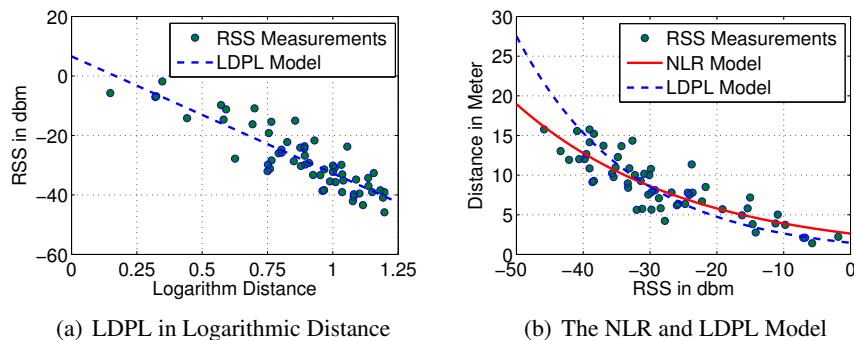 20
0
−20
−40
−60
RSS in dbm
0
0.25
0.5
0.75
1
1.25
Logarithm Distance
RSS Measurements
LDPL Model
(a) LDPL in Logarithmic Distance
30
25
20
15
10
5
0
Distance in Meter
−50
−40
−30
−20
−10
0
RSS in dbm
RSS Measurements
NLR Model
LDPL Model
(b) The NLR and LDPL Model